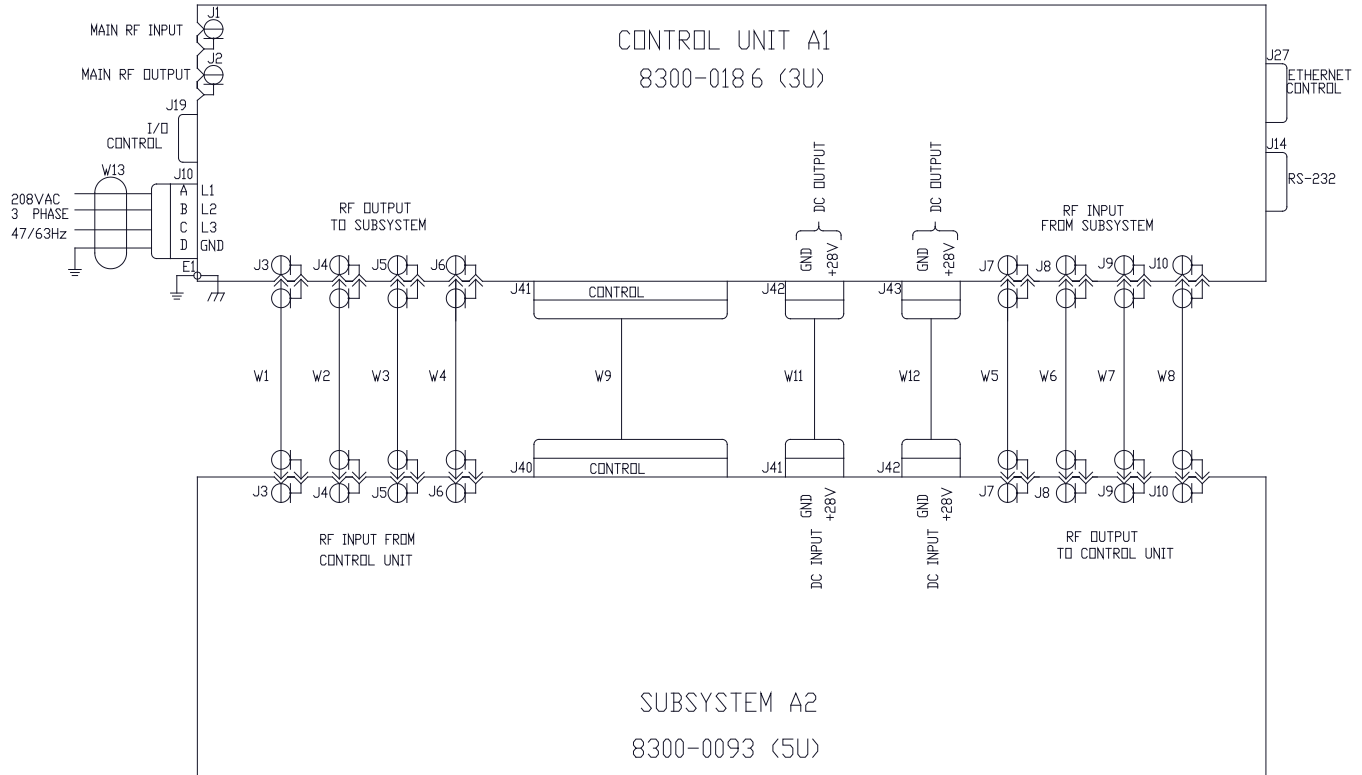 J1
MAIN RF INPUT
J2
MAIN RF OUTPUT
CONTROL UNIT A1
8300-018 6 (3U)
J27
ETHERNET
CONTROL
J19
I/O
CONTROL
J14
RS-232
W13
J10
208VAC
3 PHASE
47/63Hz
A L1
B L2
C L3
D GND
E1
RF OUTPUT
TO SUBSYSTEM
DC OUTPUT
GND
+28V
DC OUTPUT
GND
+28V
RF INPUT
FROM SUBSYSTEM
J3 J4 J5 J6
J7 J8 J9 J10
J41 CONTROL J42 J43
W1 W2 W3 W4 W9 W11 W12 W5 W6 W7 W8
J40 CONTROL J41 J42
J3 J4 J5 J6
J7 J8 J9 J10
RF INPUT FROM
CONTROL UNIT
GND
+28V
DC INPUT
GND
+28V
DC INPUT
RF OUTPUT
TO CONTROL UNIT
SUBSYSTEM A2
8300-0093 (5U)